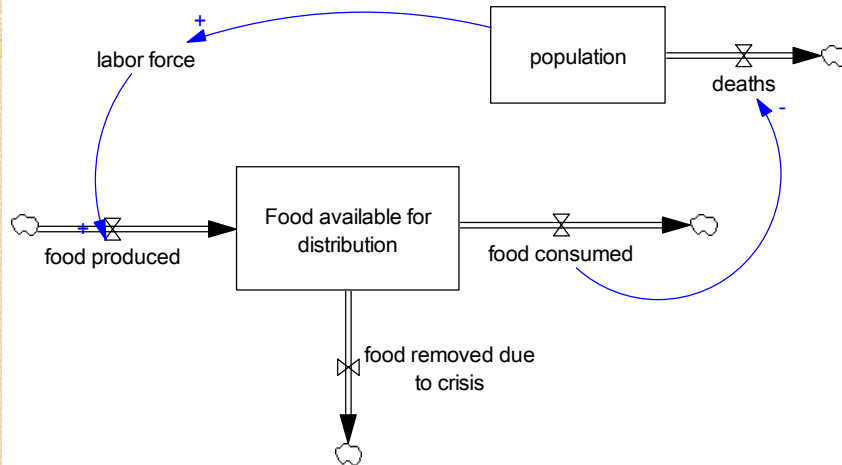 +
labor force
population
deaths
-
Food available for
distribution
+
food produced
food consumed
food removed due
to crisis